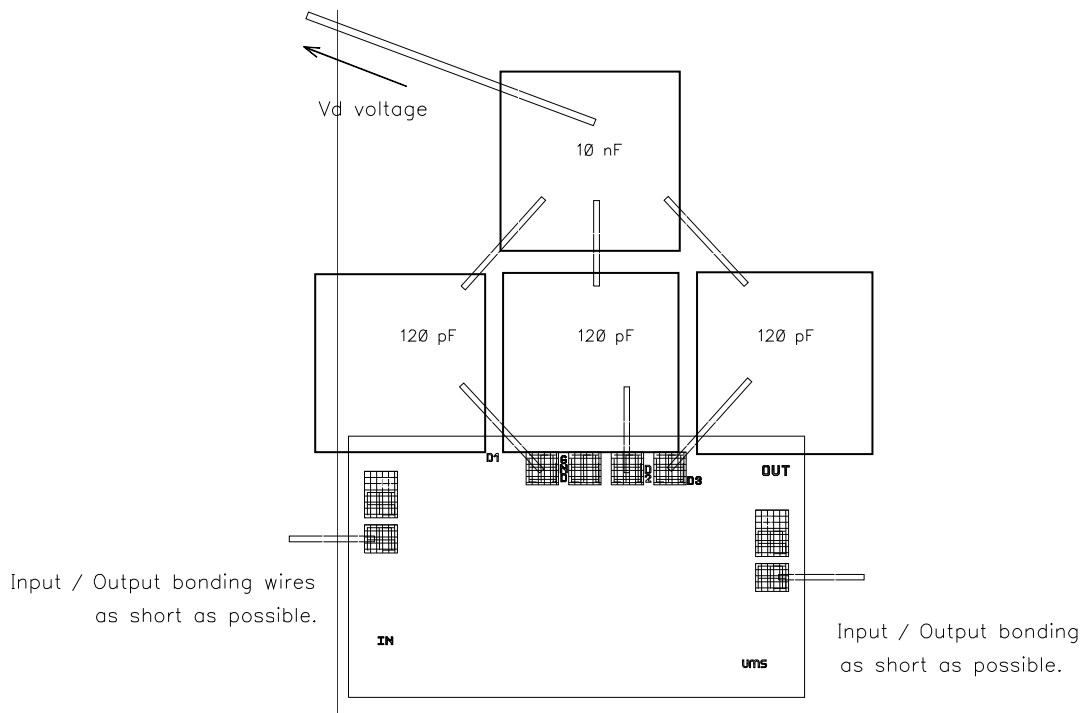 Vd voltage
10 nF
120 pF
120 pF
120 pF
D1
GND
D2
D3
OUT
Input / Output bonding wires
as short as possible.
IN
Input / Output bonding
as short as possible.
ums